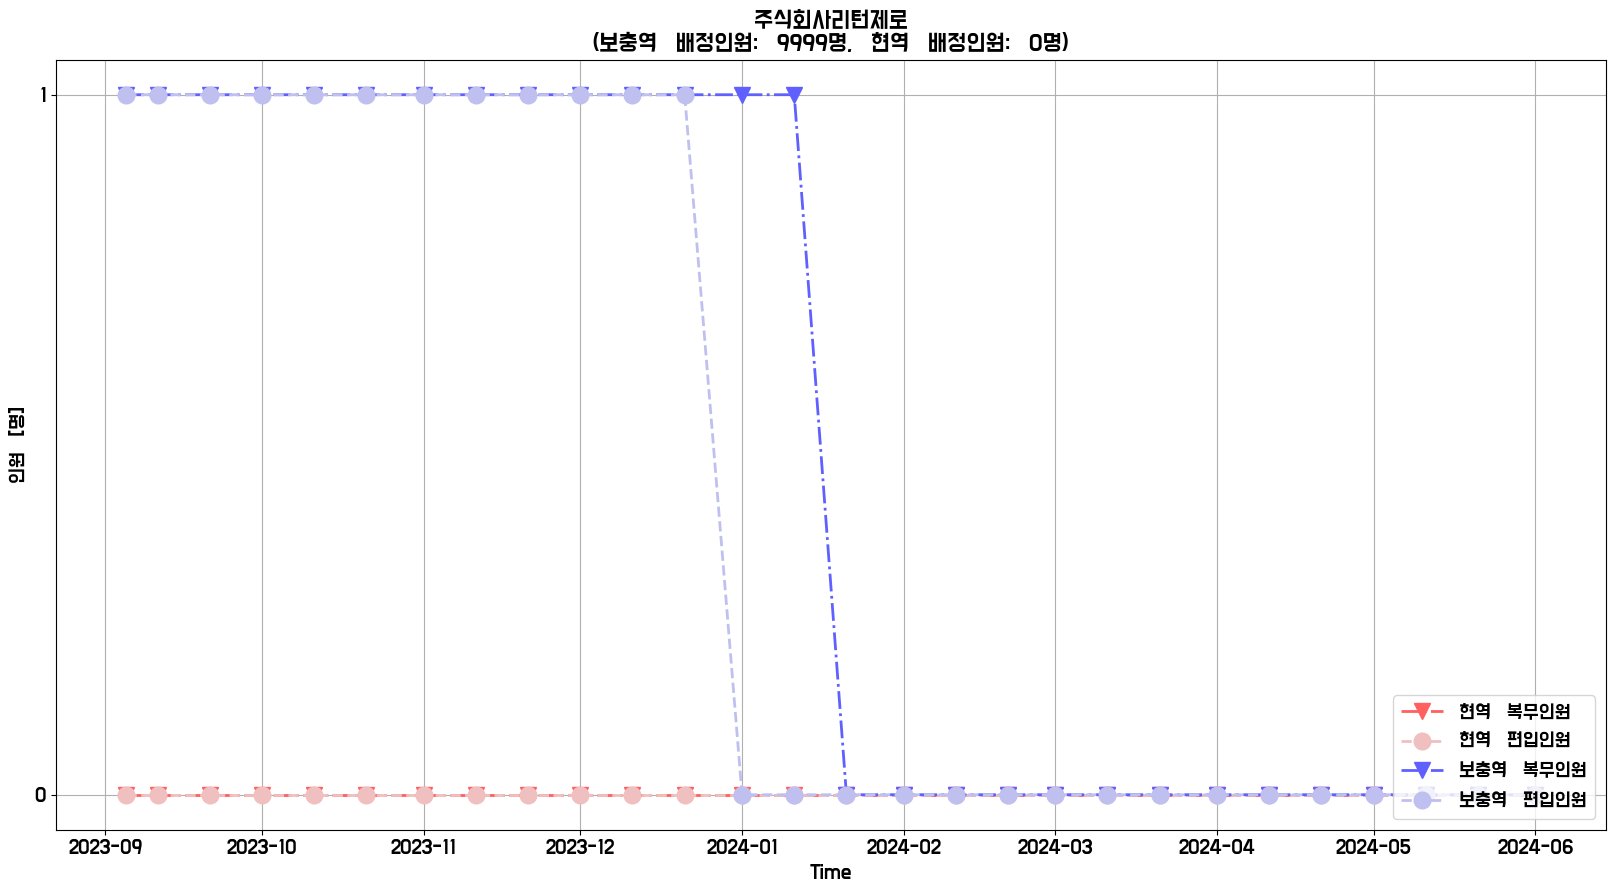 주식회사리턴제로
(보충역 배정인원: 9999명, 현역 배정인원: 0명)
인원 [명]
1
0
2023-09 2023-10 2023-11 2023-12 2024-01 2024-02 2024-03 2024-04 2024-05 2024-06
Time
현역 복무인원
현역 편입인원
보충역 복무인원
보충역 편입인원